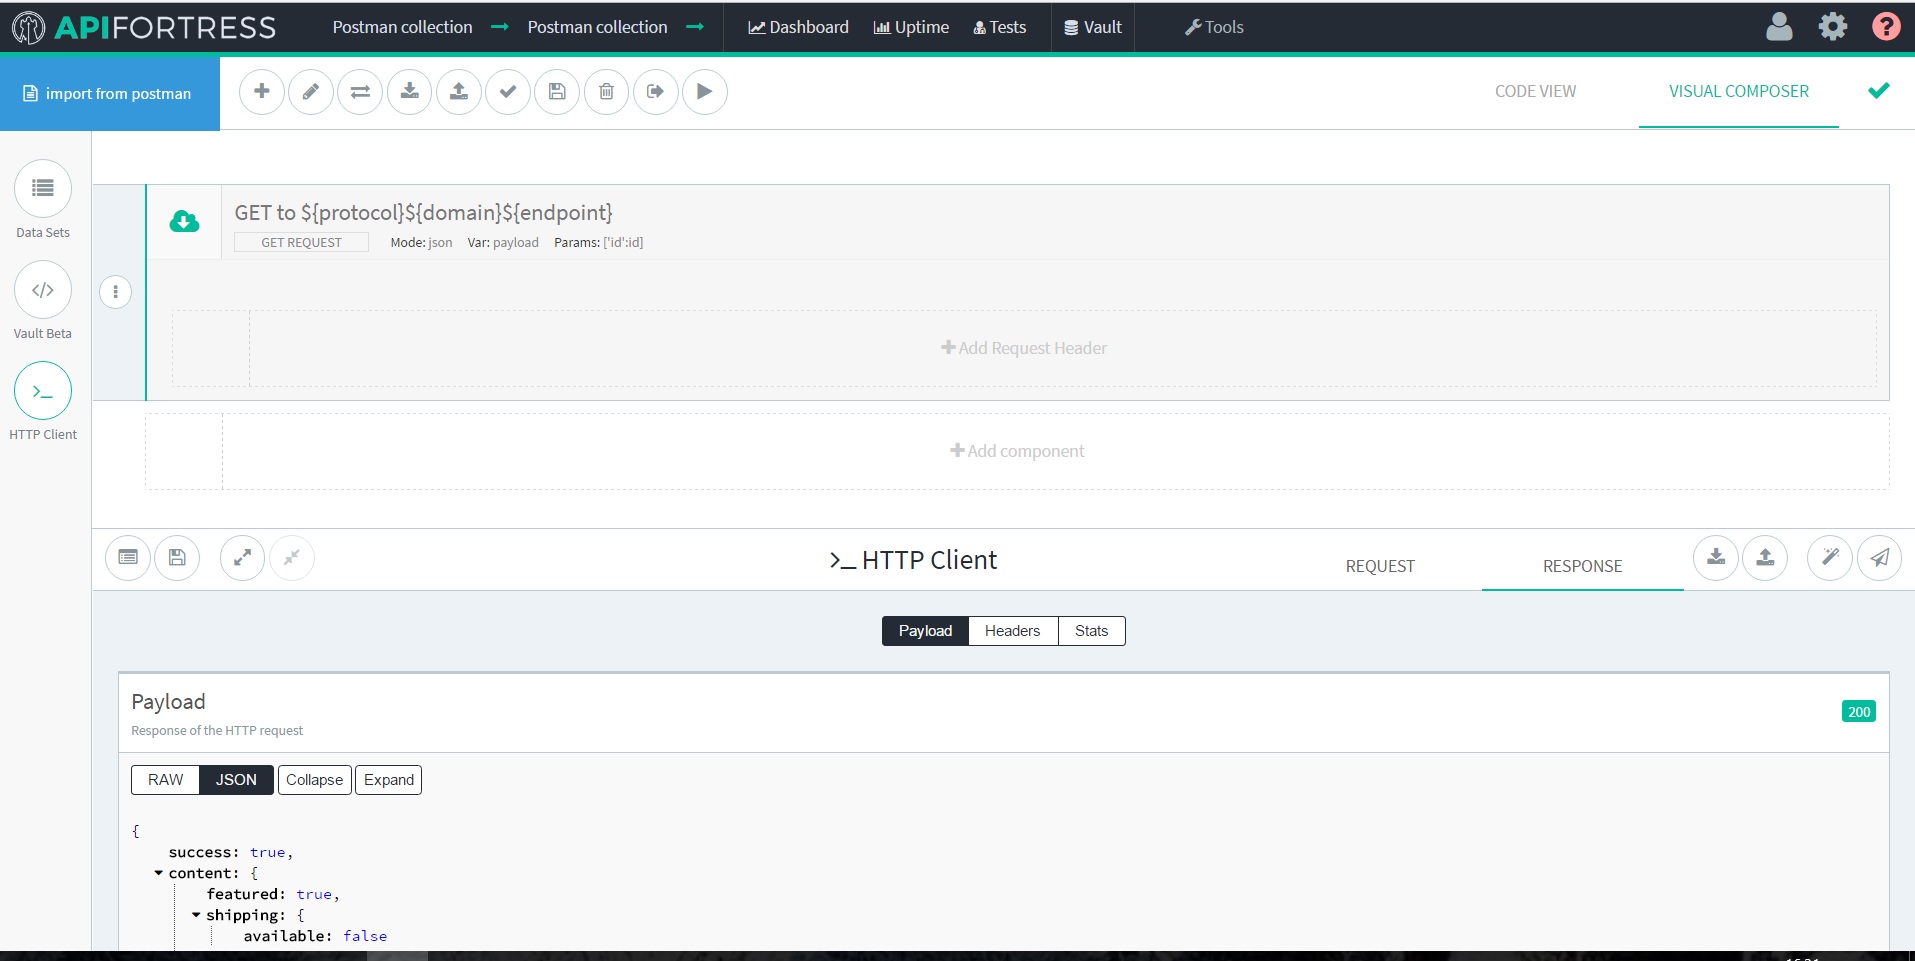 APIFORTRESS Postman collection → Postman collection → Dashboard Uptime Tests Vault Tools ?
import from postman CODE VIEW VISUAL COMPOSER
Data Sets
Vault Beta
HTTP Client
GET to ${protocol}${domain}${endpoint}
GET REQUEST Mode: json Var: payload Params: ['id':id]
Add Request Header
Add component
>_ HTTP Client REQUEST RESPONSE
Payload Headers Stats
Payload
200
Response of the HTTP request
RAW JSON Collapse Expand
{
success: true,
content: {
featured: true,
shipping: {
available: false